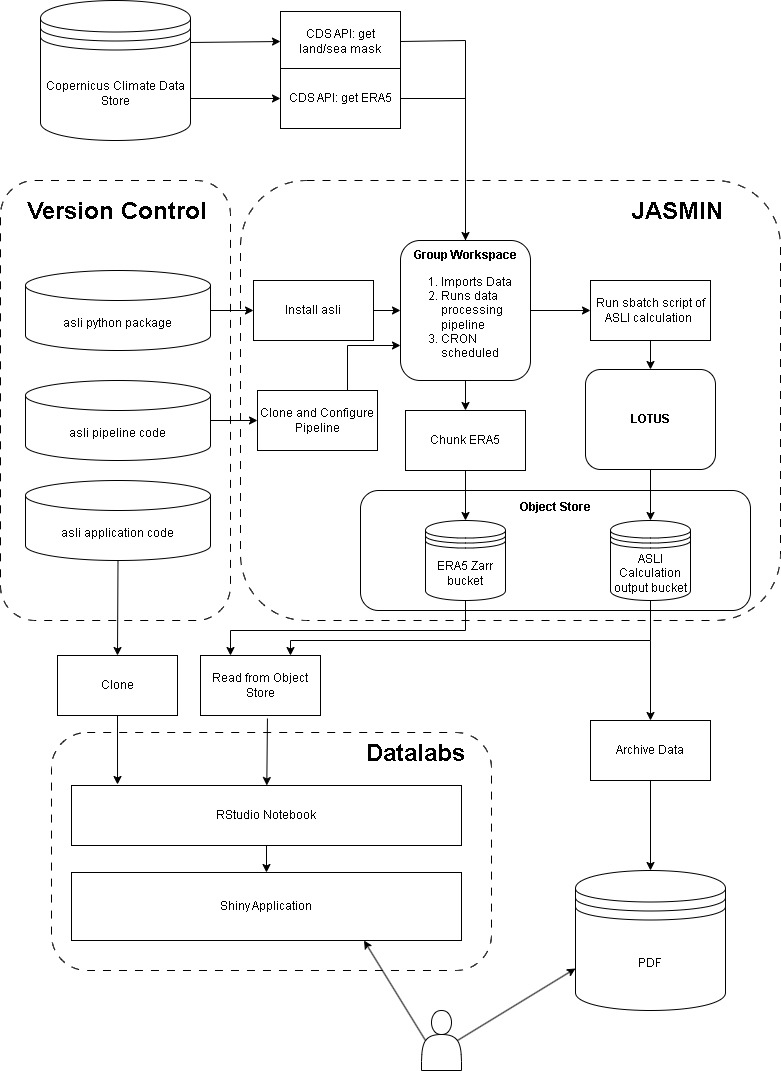 CDS API: get
land/sea mask
Copernicus Climate Data
Store
CDS API: get ERA5
Version Control
JASMIN
Group Workspace
1. Imports Data
2. Runs data
processing
pipeline
3. CRON
scheduled
asli python package
Install asli
Run sbatch script of
ASLI calculation
asli pipeline code
Clone and Configure
Pipeline
Chunk ERA5
LOTUS
Object Store
asli application code
ERA5 Zarr
bucket
ASLI
Calculation
output bucket
Clone
Read from Object
Store
Archive Data
Datalabs
RStudio Notebook
Shiny Application
PDF